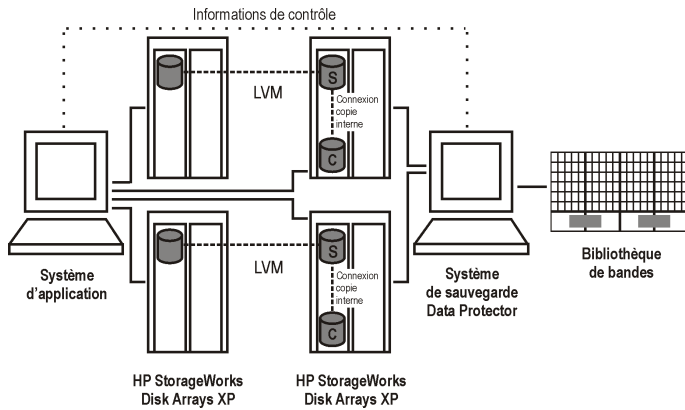 Informations de contrôle
S
LVM
Connexion
copie
interne
C
S
LVM
Connexion
copie
interne
C
Système
d'application
Système
de sauvegarde
Data Protector
Bibliothèque
de bandes
HP StorageWorks
Disk Arrays XP
HP StorageWorks
Disk Arrays XP